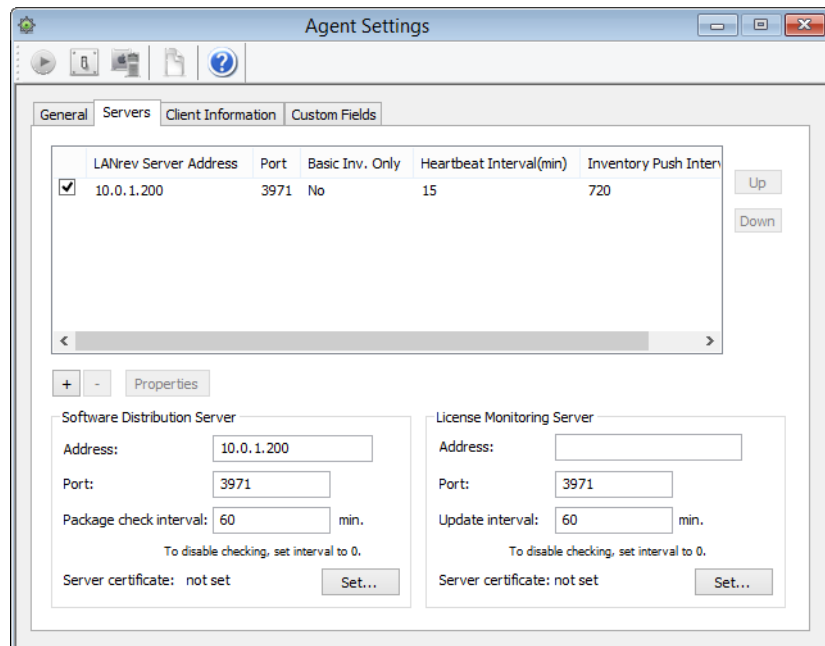 Agent Settings
General Servers Client Information Custom Fields
LANrev Server Address Port Basic Inv. Only Heartbeat Interval(min) Inventory Push Interv
10.0.1.200 3971 No 15 720
Up
Down
+ - Properties
Software Distribution Server
Address: 10.0.1.200
Port: 3971
Package check interval: 60 min.
To disable checking, set interval to 0.
Server certificate: not set Set...
License Monitoring Server
Address:
Port: 3971
Update interval: 60 min.
To disable checking, set interval to 0.
Server certificate: not set Set...